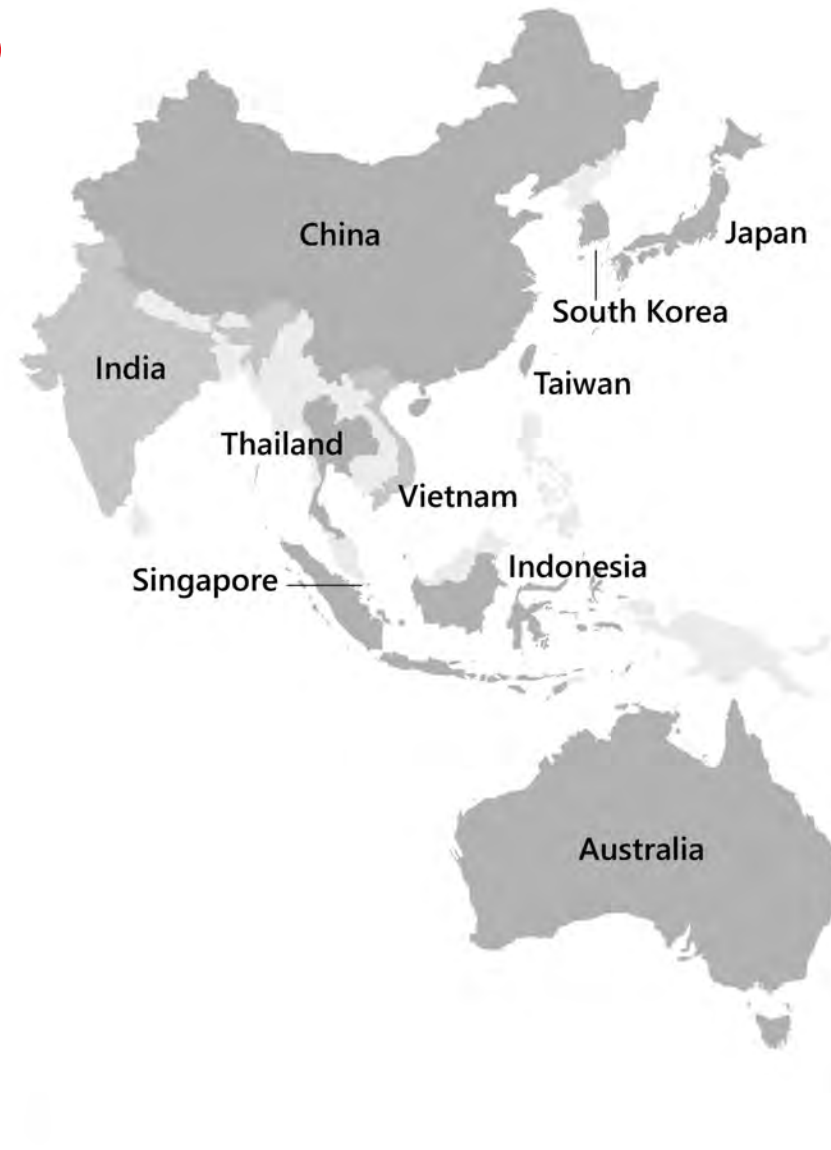 China
Japan
South Korea
India
Taiwan
Thailand
Vietnam
Indonesia
Singapore
Australia